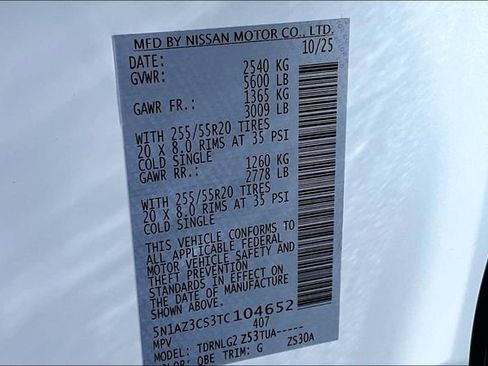 MFD BY NISSAN MOTOR CO., LTD.
DATE: 10/25
GVWR: 2540 KG
5600 LB
GAWR FR.: 1365 KG
3009 LB
WITH 255/55R20 TIRES
20 X 8.0 RIMS AT 35 PSI
COLD SINGLE
GAWR RR.: 1260 KG
2778 LB
WITH 255/55R20 TIRES
20 X 8.0 RIMS AT 35 PSI
COLD SINGLE
THIS VEHICLE CONFORMS TO
ALL APPLICABLE FEDERAL
MOTOR VEHICLE SAFETY AND
THEFT PREVENTION
STANDARDS IN EFFECT ON
THE DATE OF MANUFACTURE
SHOWN ABOVE
5N1AZ3CS3TC104652
MPV 407
MODEL: TDRNLG2 Z53TUA-----
COLOR: QBE TRIM: G ZS30A